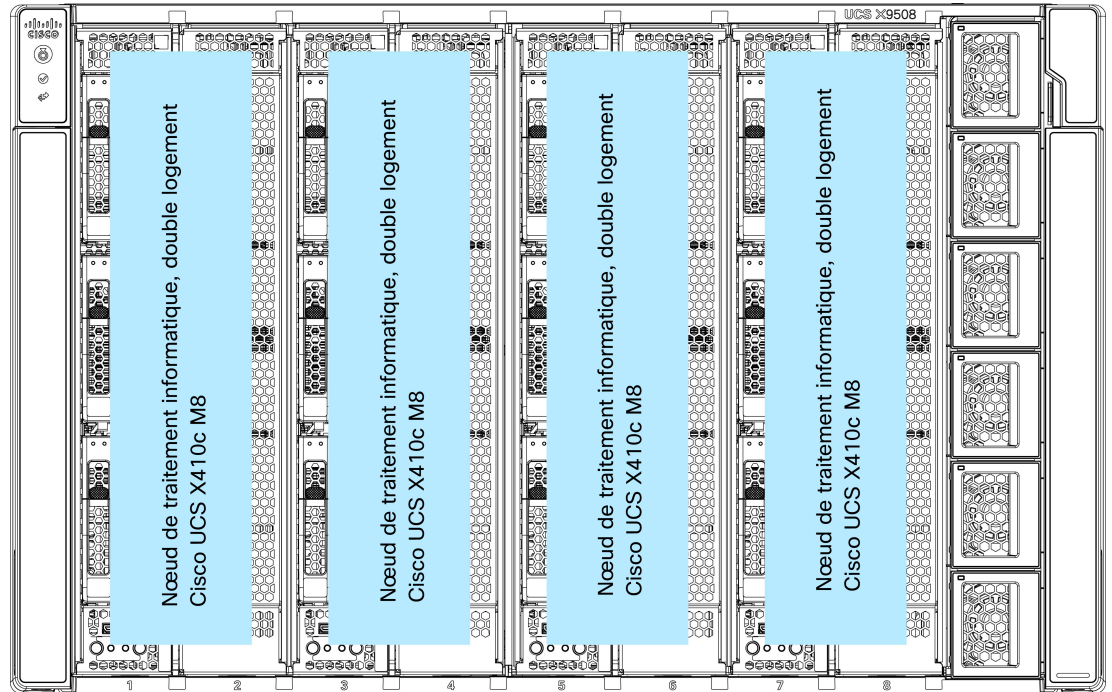 CISCO
UCS X9508
Nœud de traitement informatique, double logement
Cisco UCS X410c M8
Nœud de traitement informatique, double logement
Cisco UCS X410c M8
Nœud de traitement informatique, double logement
Cisco UCS X410c M8
Nœud de traitement informatique, double logement
Cisco UCS X410c M8
1 2 3 4 5 6 7 8